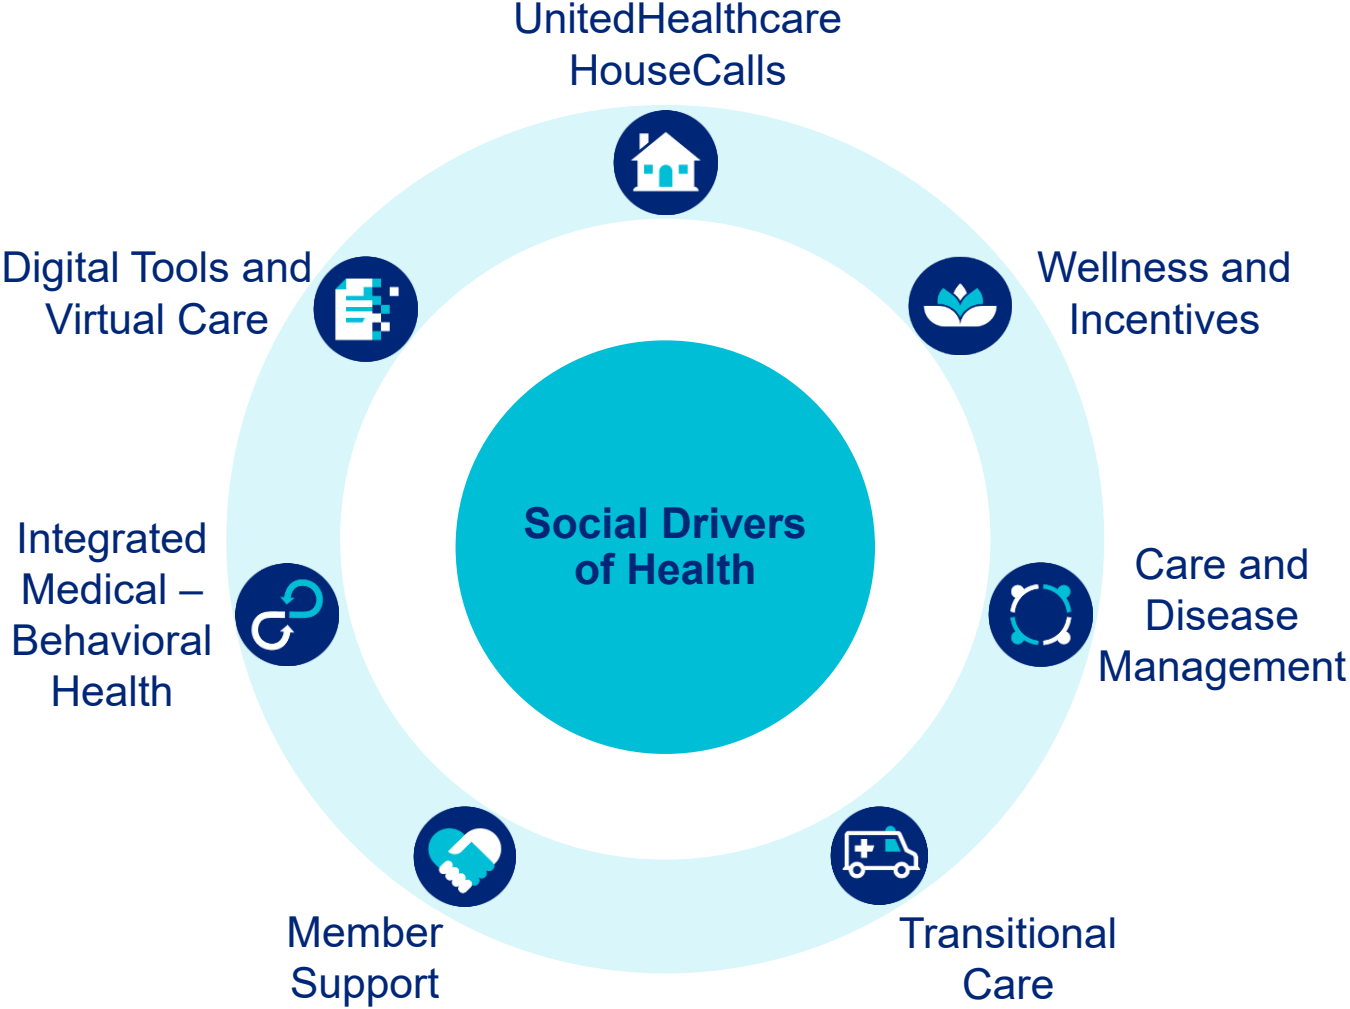 UnitedHealthcare
HouseCalls
Digital Tools and
Virtual Care
Wellness and
Incentives
Social Drivers
of Health
Integrated
Medical –
Behavioral
Health
Care and
Disease
Management
Member
Support
Transitional
Care